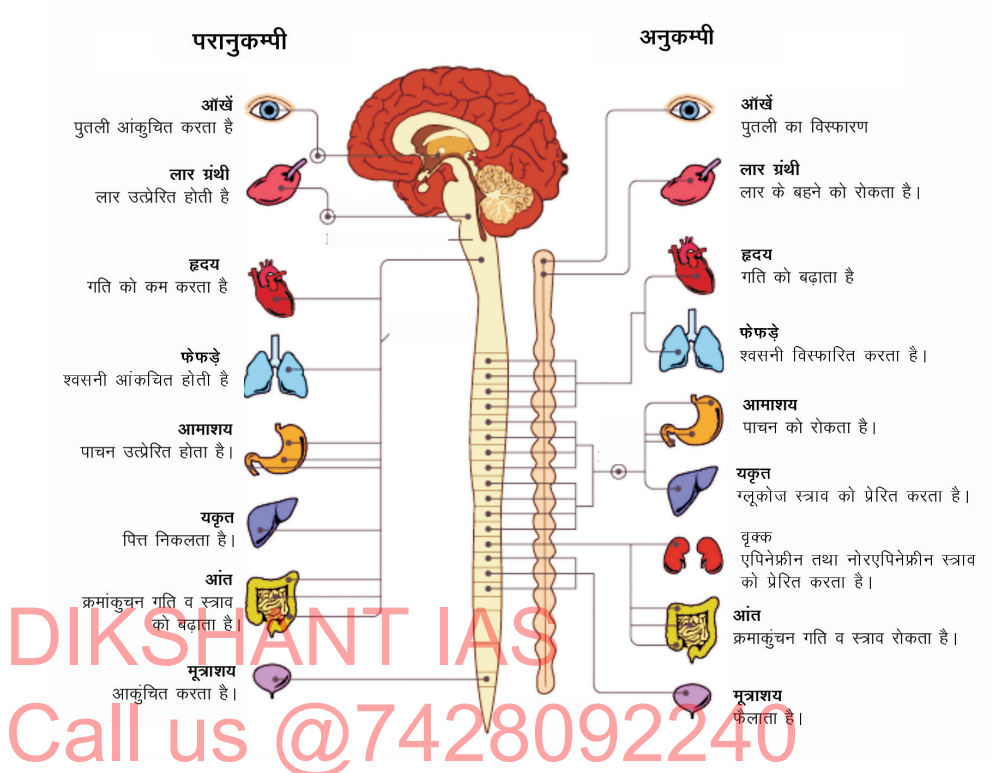 परानुकम्पी
ऑखें
पुतली आंकुचित करता है
लार ग्रंथी
लार उत्प्रेरित होती है
हृदय
गति को कम करता है
फेफड़े
श्वसनी आंकचित होती है
आमाशय
पाचन उत्प्रेरित होता है।
यकृत
पित्त निकलता है।
आंत
क्रमांकुचन गति व स्त्राव
को बढ़ाता है।
मूत्राशय
आकुंचित करता है।
अनुकम्पी
ऑखें
पुतली का विस्फारण
लार ग्रंथी
लार के बहने को रोकता है।
हृदय
गति को बढ़ाता है
फेफड़े
श्वसनी विस्फारित करता है।
आमाशय
पाचन को रोकता है।
यकृत
ग्लूकोज स्त्राव को प्रेरित करता है।
वृक्क
एपिनेफ्रीन तथा नोरएपिनेफ्रीन स्त्राव
को प्रेरित करता है।
आंत
क्रमाकुंचन गति व स्त्राव रोकता है।
मूत्राशय
फैलाता है।
DIKSHANT IAS
Call us @7428092240